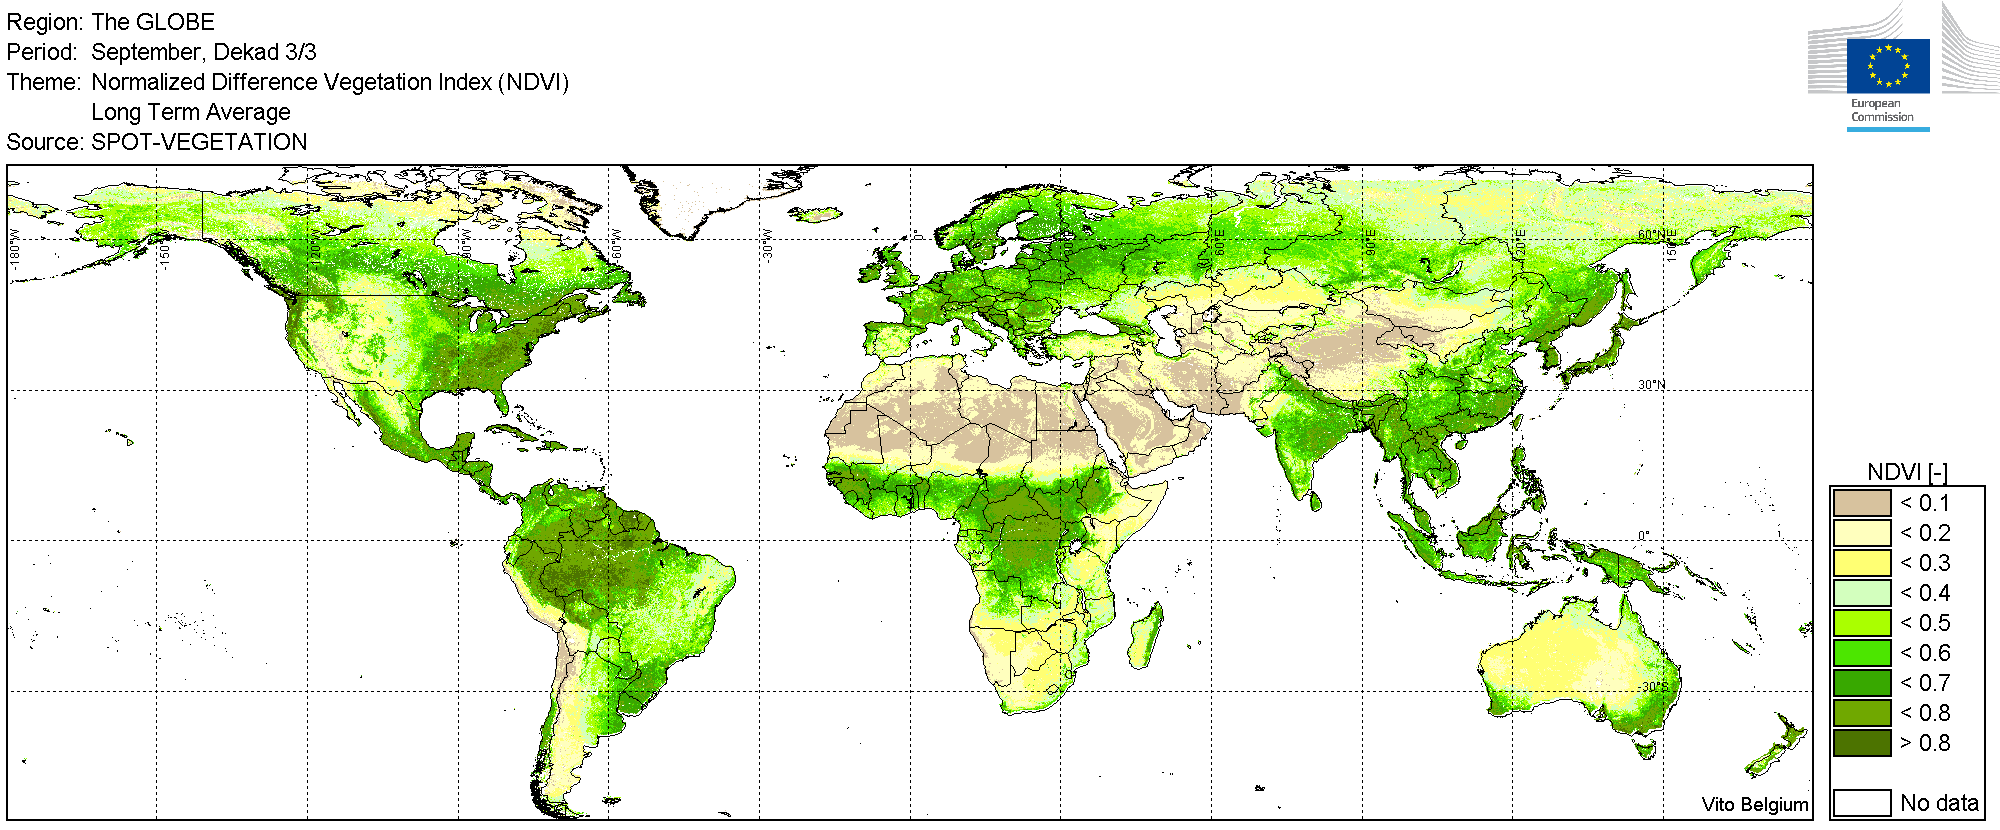 Region: The GLOBE
Period: September, Dekad 3/3
Theme: Normalized Difference Vegetation Index (NDVI)
Long Term Average
Source: SPOT-VEGETATION
European
Commission
-180°W
-150°W
-120°W
-90°W
-60°W
-30°W
0°
60°E
90°E
120°E
150°E
60°N
30°N
0°
-30°S
NDVI [-]
< 0.1
< 0.2
< 0.3
< 0.4
< 0.5
< 0.6
< 0.7
< 0.8
> 0.8
No data
Vito Belgium